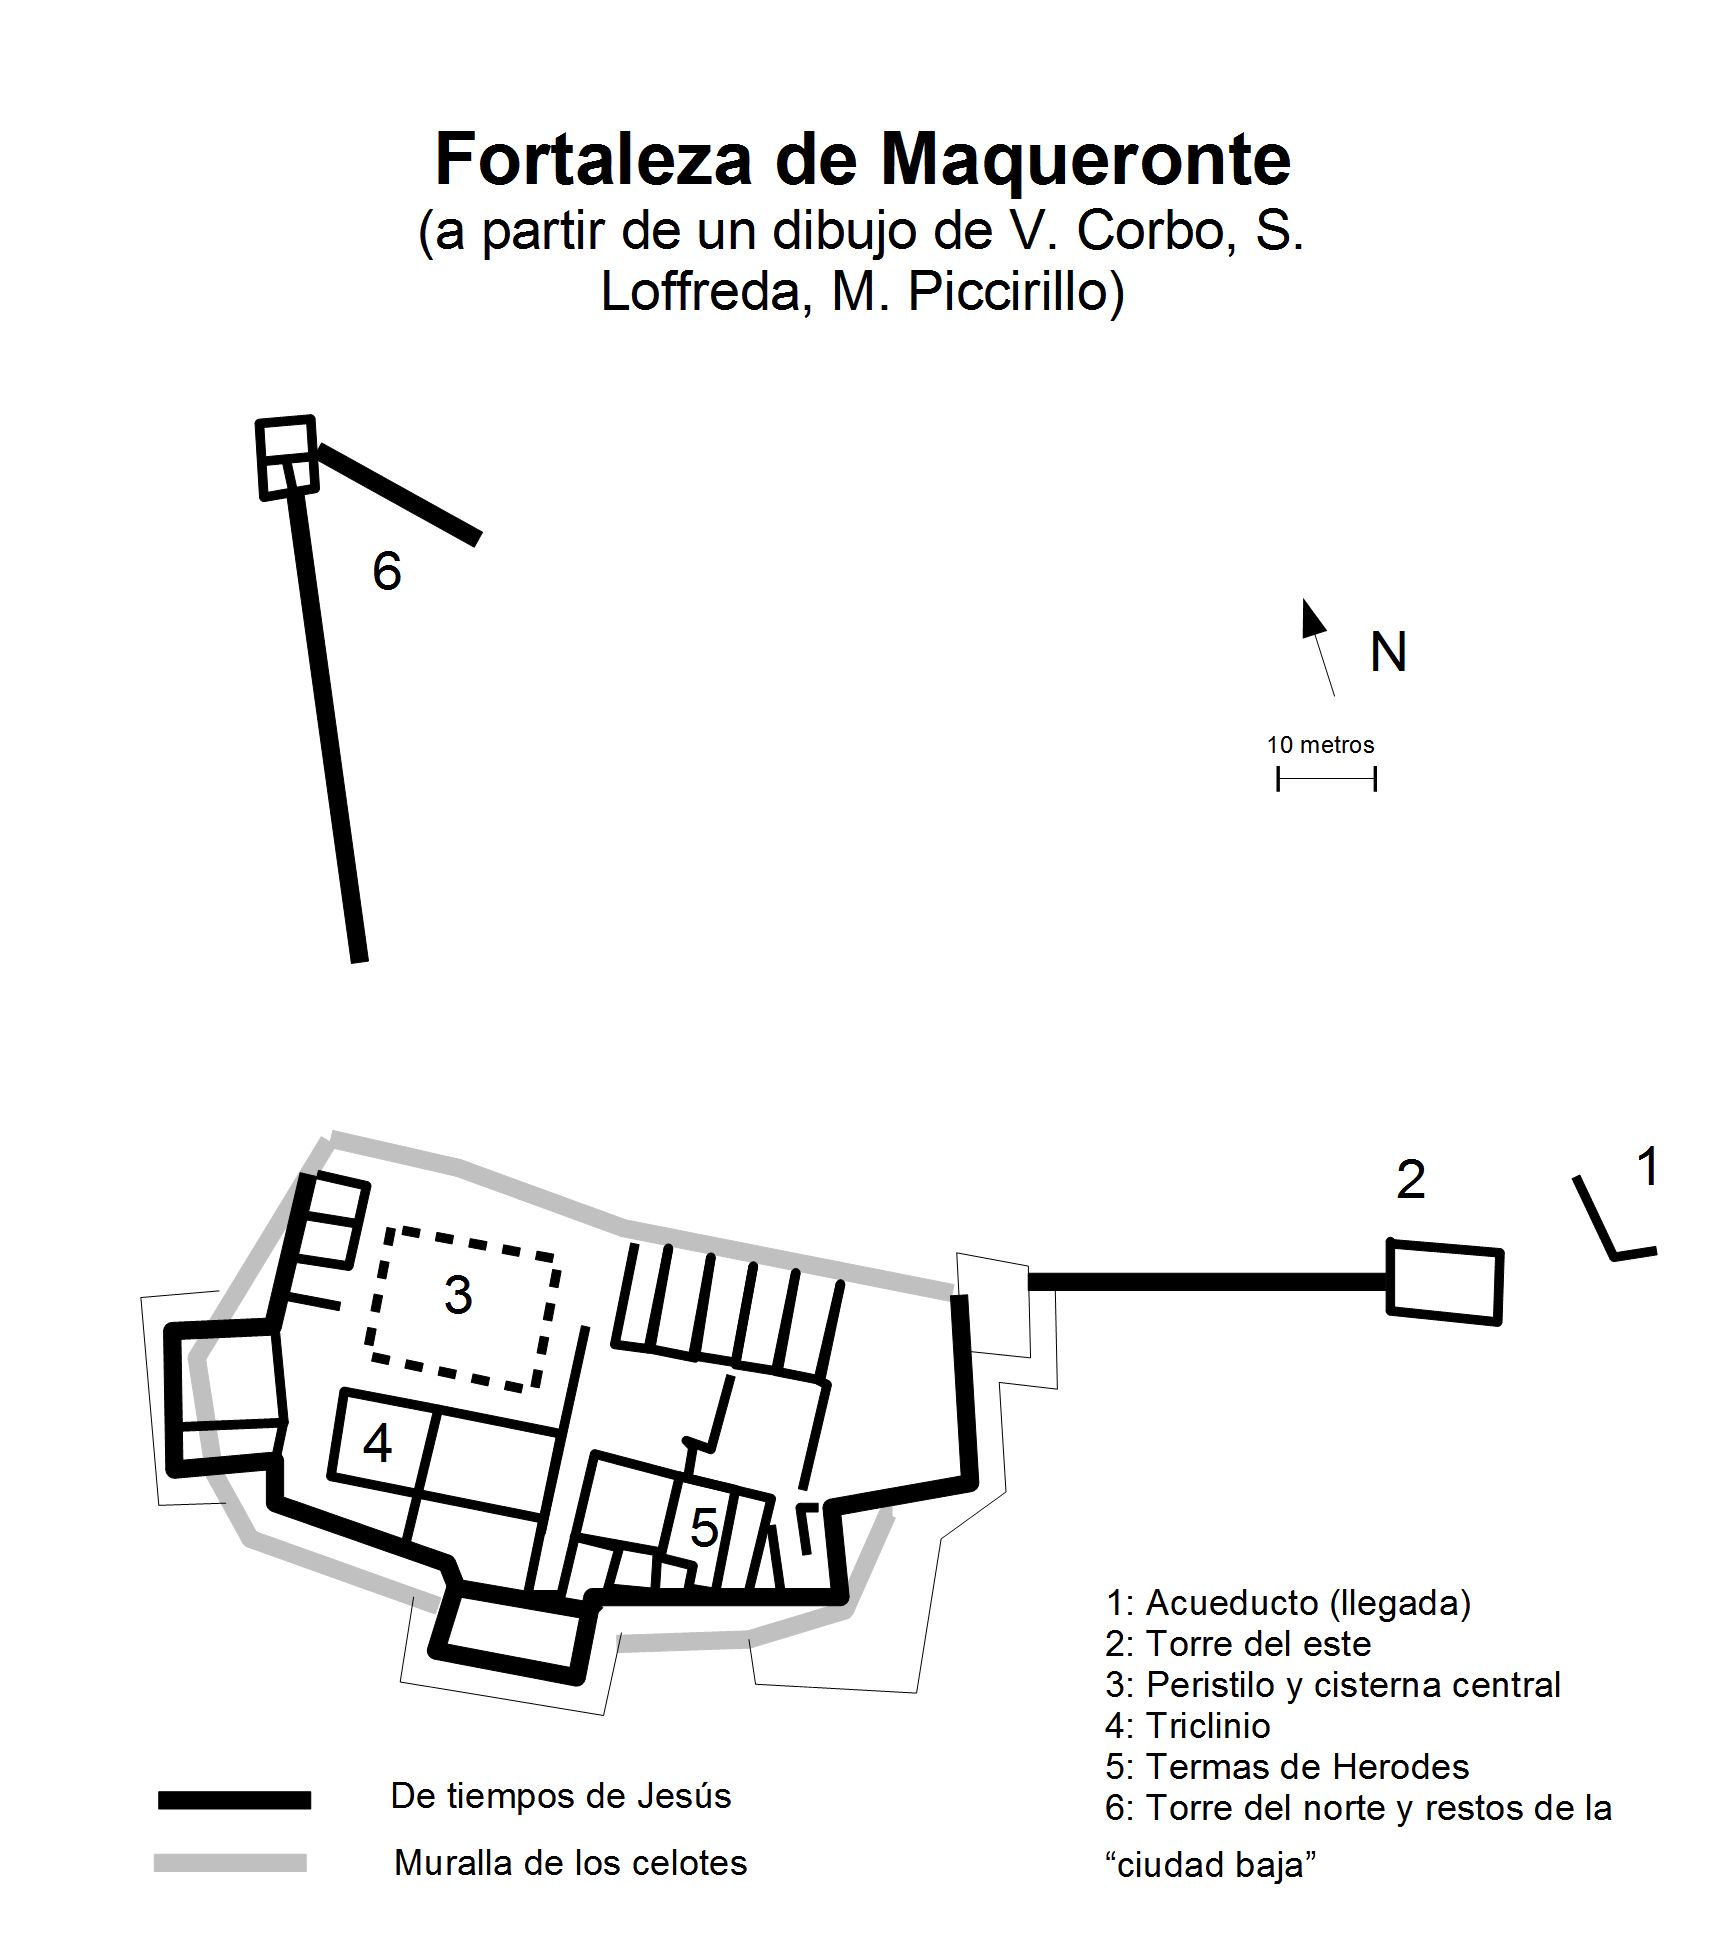 Fortaleza de Maqueronte
(a partir de un dibujo de V. Corbo, S.
Loffreda, M. Piccirillo)
6
N
10 metros
1
2
3
4
5
1: Acueducto (llegada)
2: Torre del este
3: Peristilo y cisterna central
4: Triclinio
5: Termas de Herodes
6: Torre del norte y restos de la
“ciudad baja”
De tiempos de Jesús
Muralla de los celotes